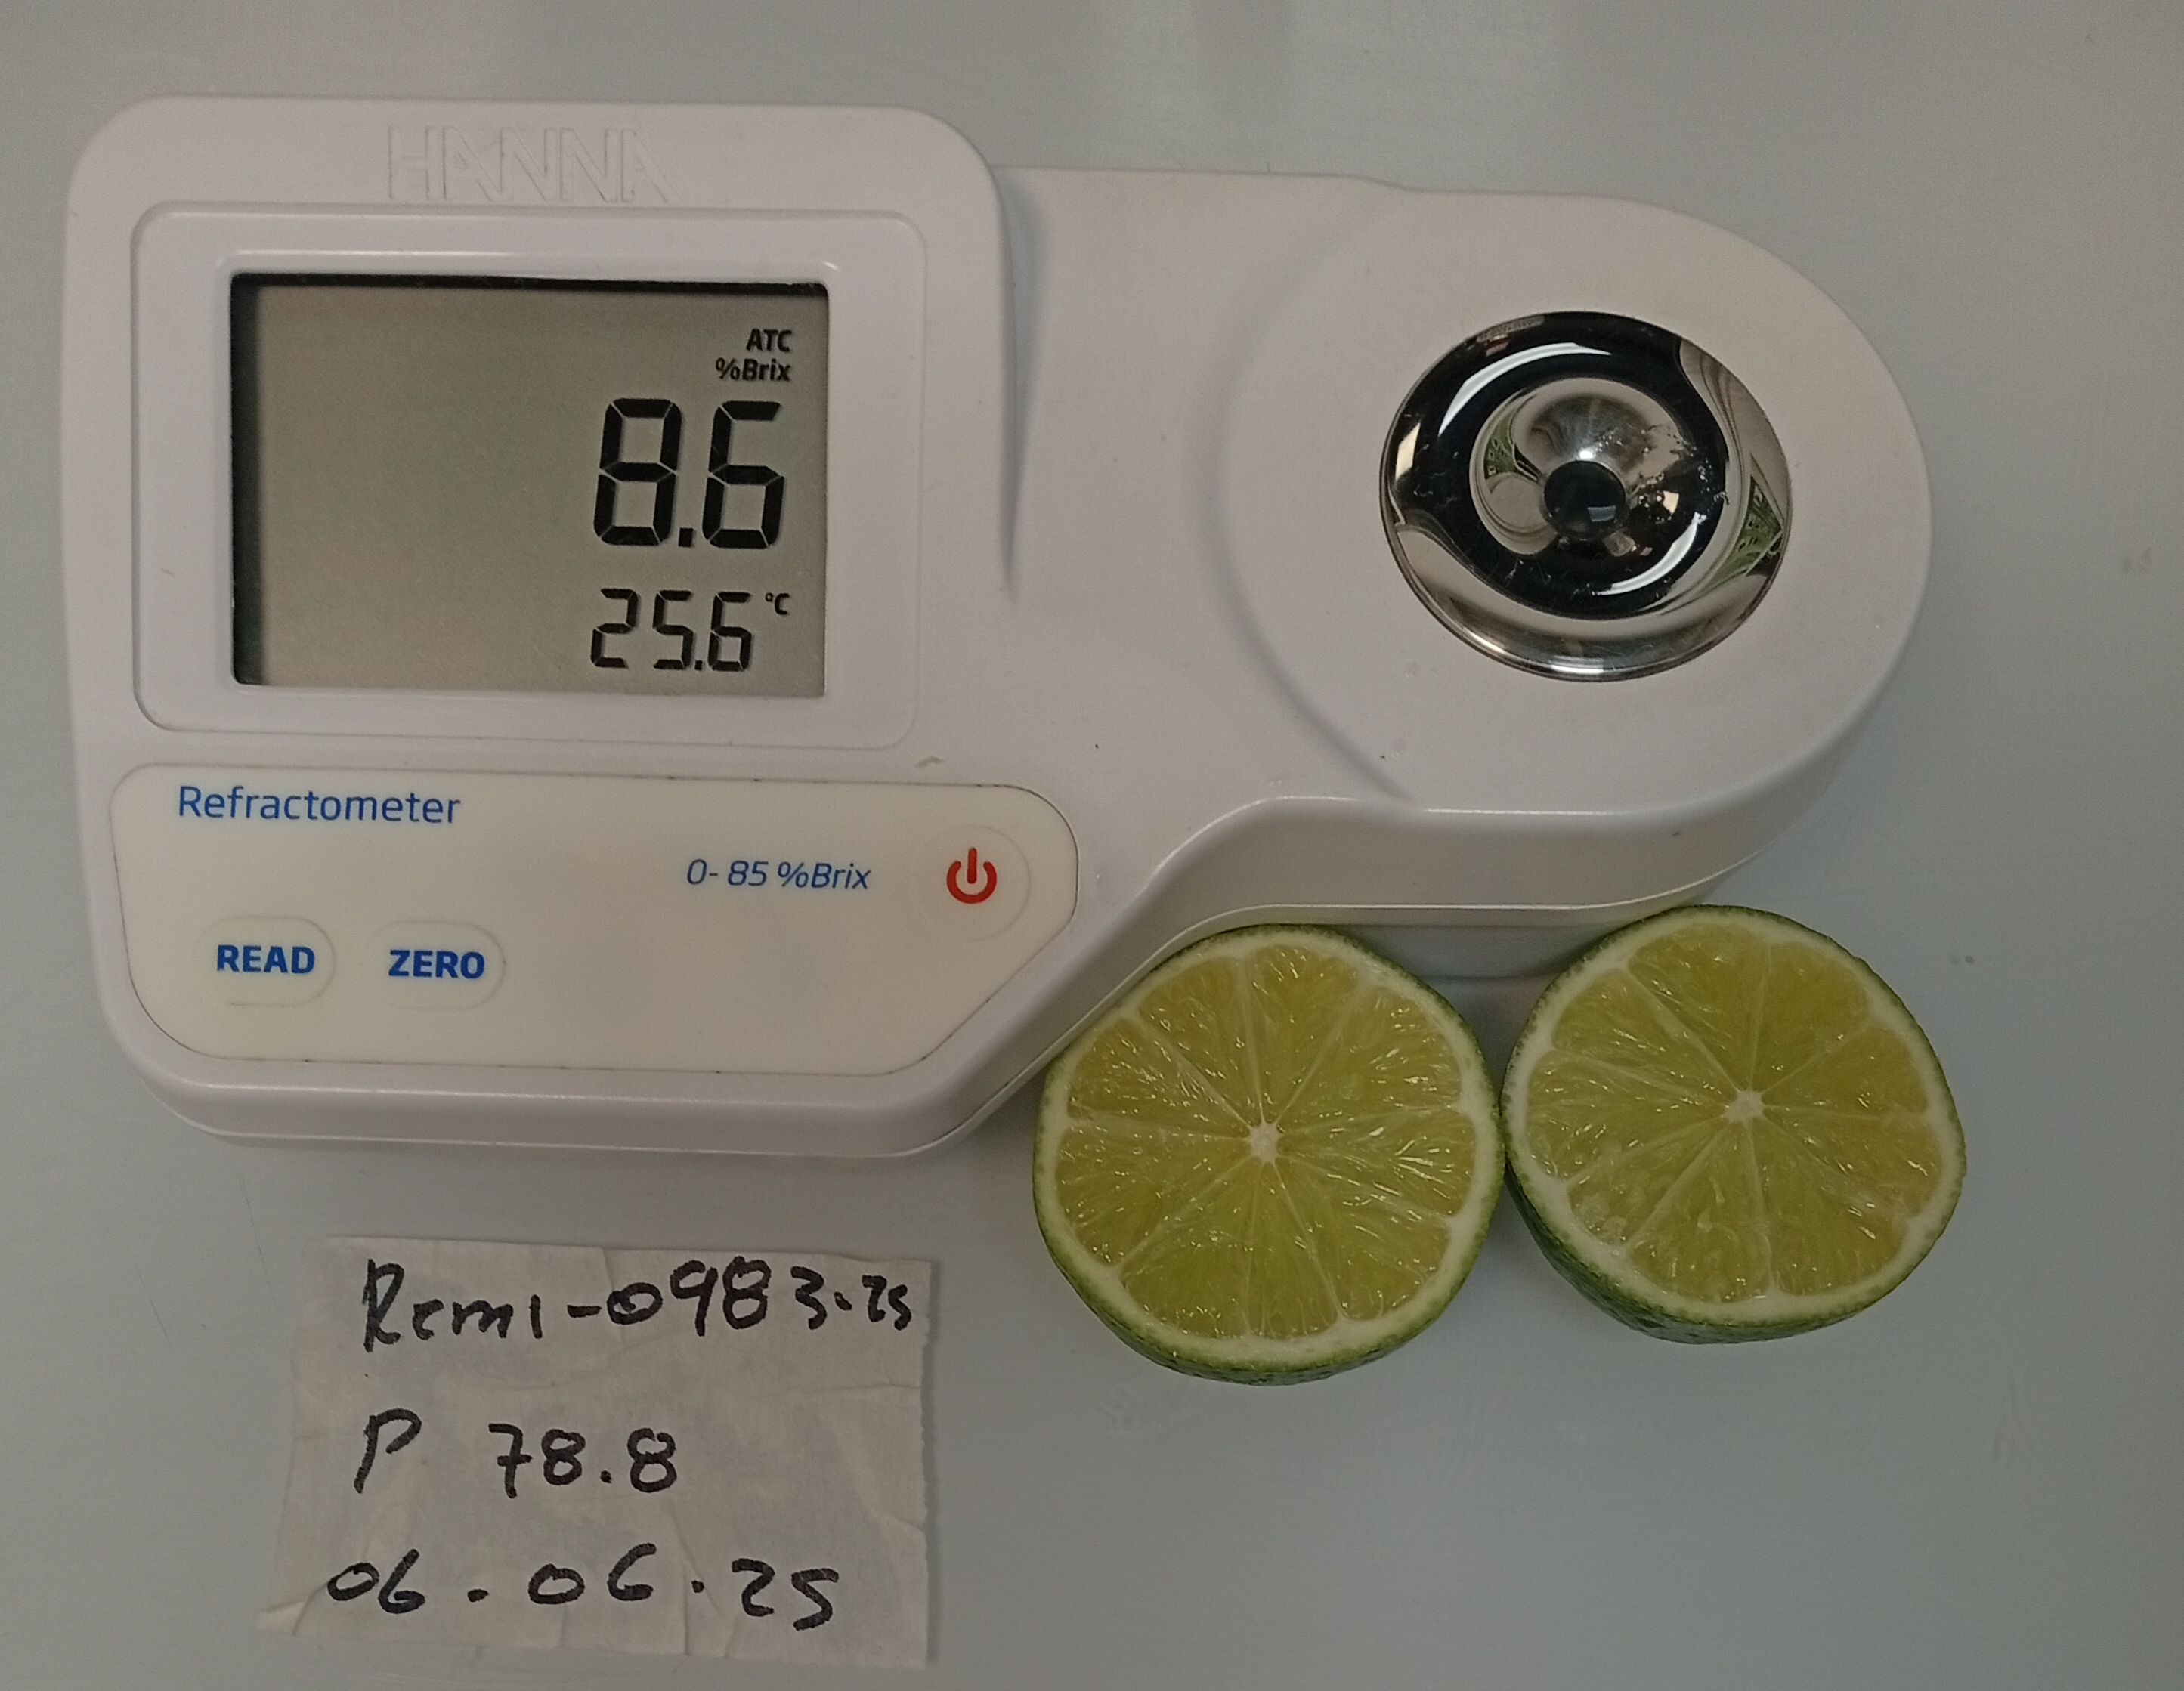 HANNA
ATC
%Brix
8.6
25.6 °C
Refractometer
0- 85 %Brix
READ ZERO
Remi-0983.25
P 78.8
06.06.25